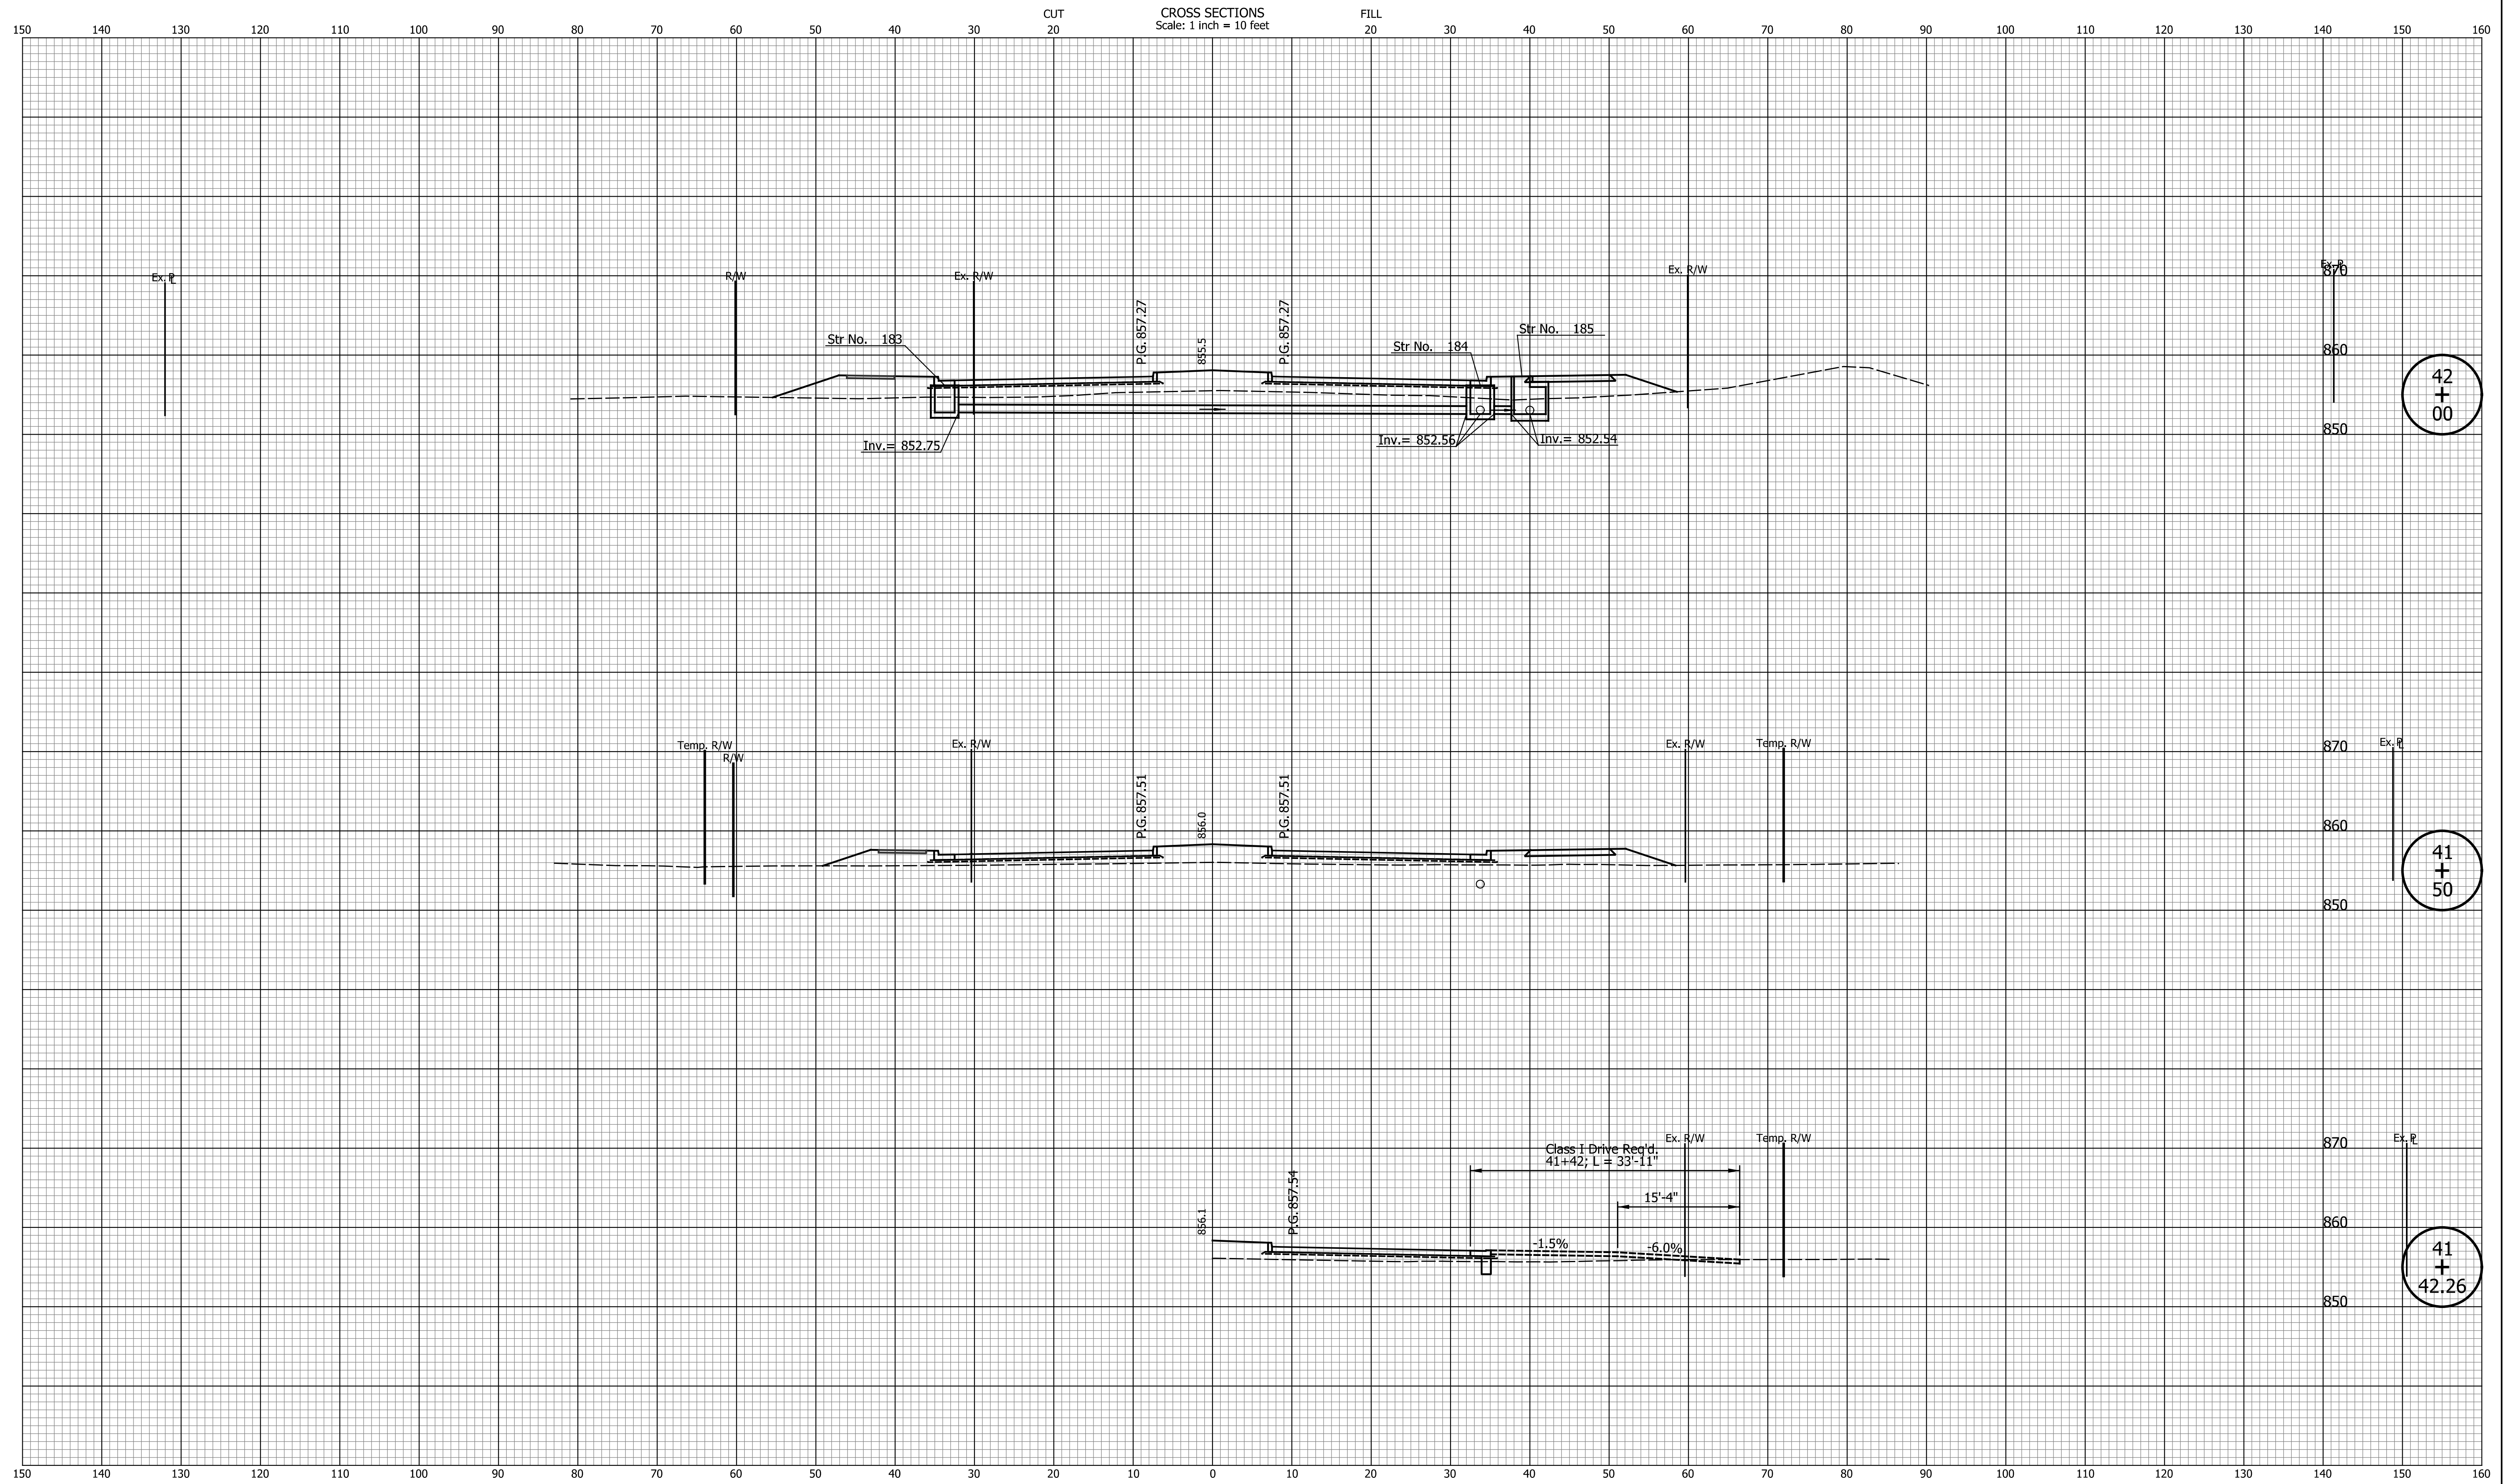 CUT CROSS SECTIONS FILL
Scale: 1 inch = 10 feet
150 140 130 120 110 100 90 80 70 60 50 40 30 20 10 0 10 20 30 40 50 60 70 80 90 100 110 120 130 140 150 160
Ex. PL
R/W
Ex. R/W
Ex. R/W
Ex. PL
870
P.G. 857.27
855.5
P.G. 857.27
Str No. 183
Str No. 184
Str No. 185
860
42
+
00
Inv.= 852.75
Inv.= 852.56
Inv.= 852.54
850
Temp. R/W
R/W
Ex. R/W
Ex. R/W
Temp. R/W
870
Ex. PL
P.G. 857.51
856.0
P.G. 857.51
860
41
+
50
850
Ex. R/W
Temp. R/W
870
Ex. PL
Class I Drive Req'd.
41+42; L = 33'-11"
15'-4"
856.1
P.G. 857.54
860
-1.5%
-6.0%
41
+
42.26
850
150 140 130 120 110 100 90 80 70 60 50 40 30 20 10 0 10 20 30 40 50 60 70 80 90 100 110 120 130 140 150 160